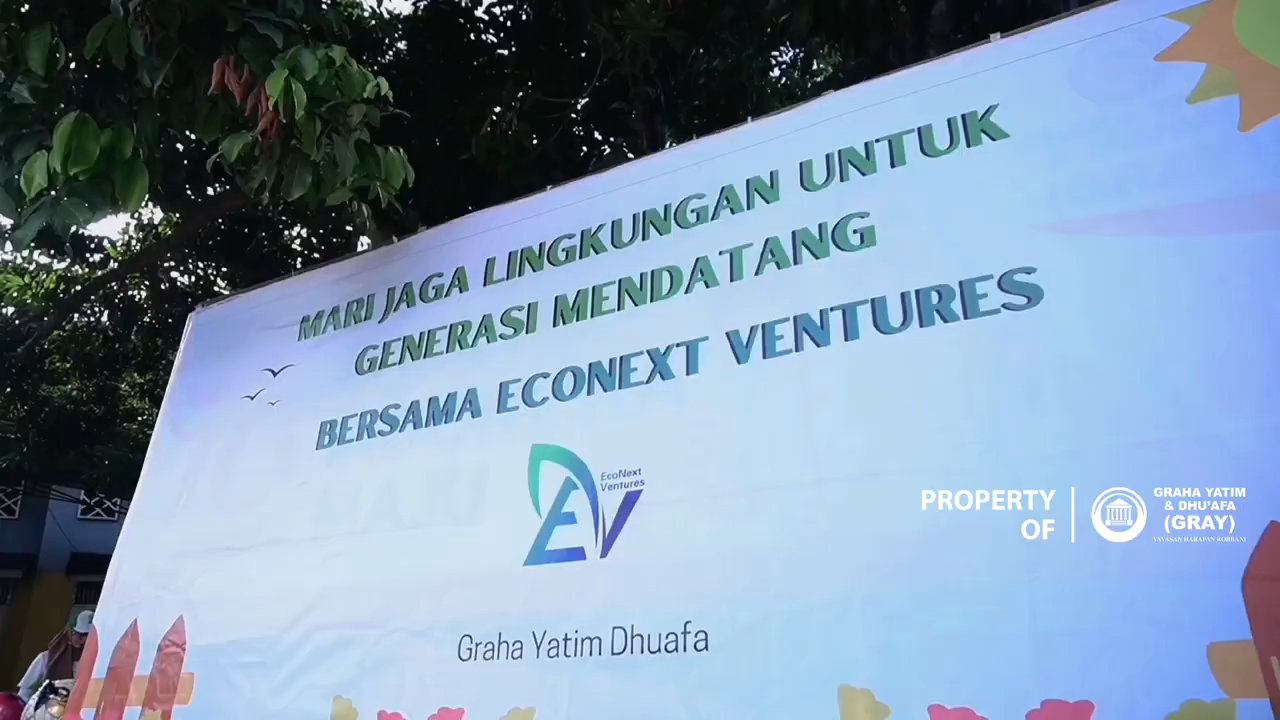 MARI JAGA LINGKUNGAN UNTUK
GENERASI MENDATANG
BERSAMA ECONEXT VENTURES
EV
EcoNext
Ventures
Graha Yatim Dhuafa
PROPERTY
OF
GRAHA YATIM
& DHU'AFA
(GRAY)
YAYASAN HARAPAN ROBBANI